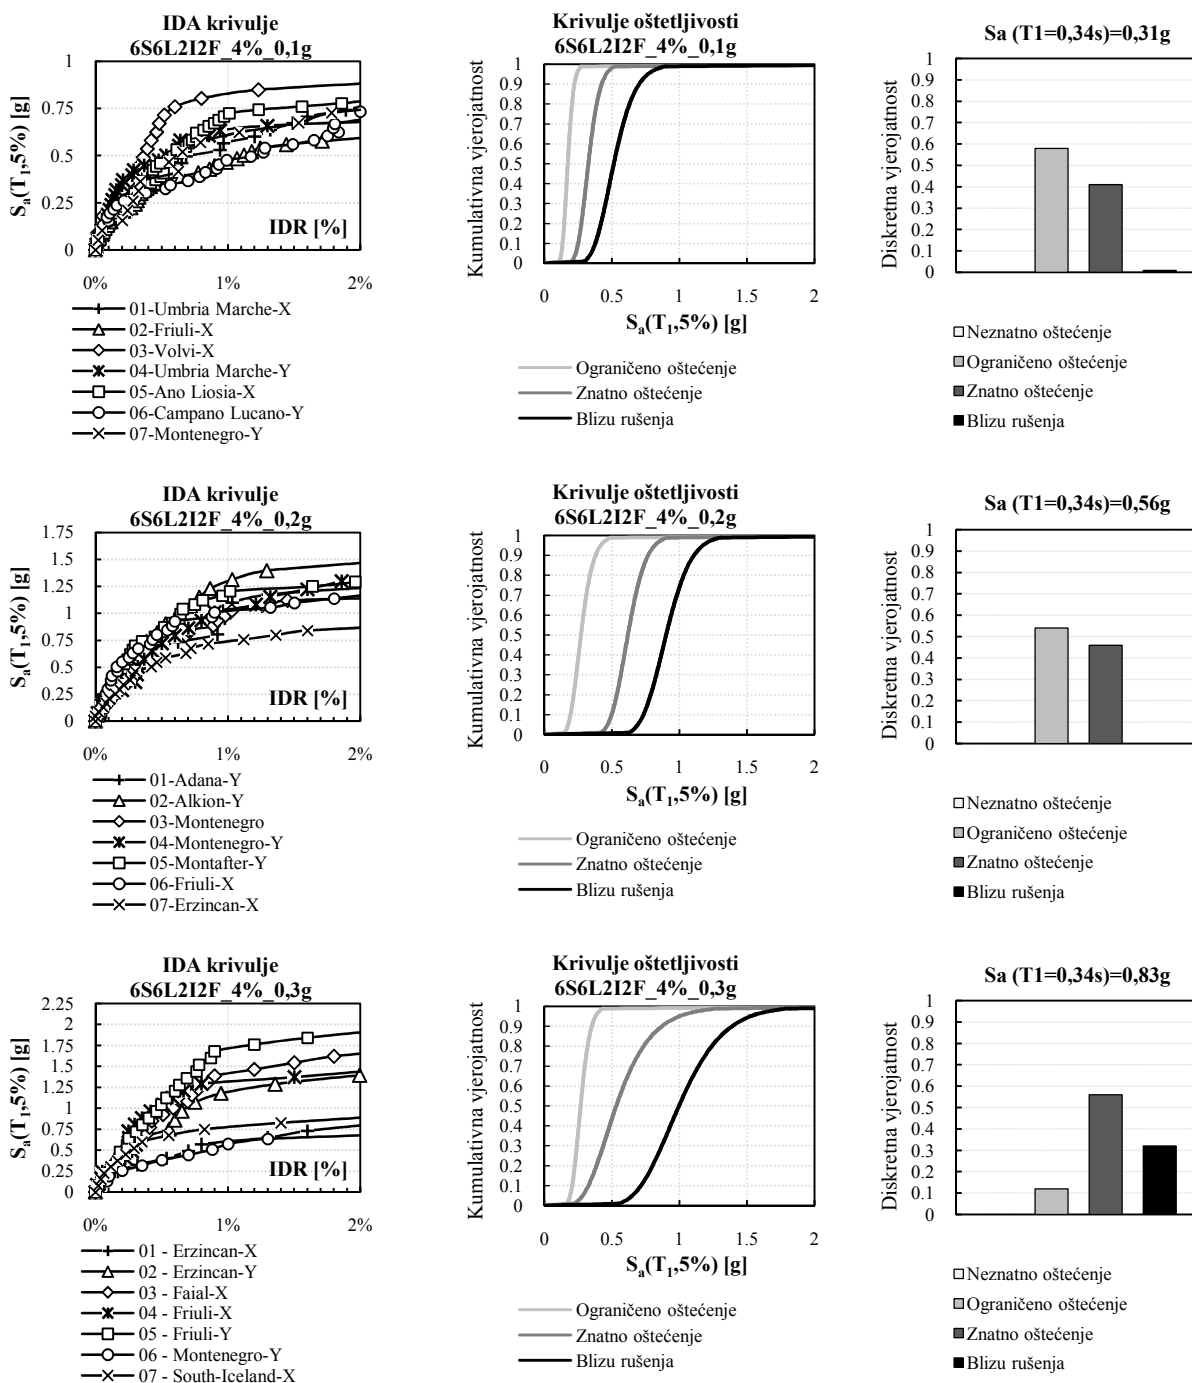 IDA krivulje
6S6L2I2F_4%_0,1g
1
0.75
0.5
0.25
0
Sa(T1,5%) [g]
IDR [%]
0% 1% 2%
01-Umbria Marche-X
02-Friuli-X
03-Volvi-X
04-Umbria Marche-Y
05-Ano Liosia-X
06-Campano Lucano-Y
07-Montenegro-Y
Krivulje oštetljivosti
6S6L2I2F_4%_0,1g
1
0.9
0.8
0.7
0.6
0.5
0.4
0.3
0.2
0.1
0
Kumulativna vjerojatnost
0 0.5 1 1.5 2
Sa(T1,5%) [g]
Ograničeno oštećenje
Znatno oštećenje
Blizu rušenja
Sa (T1=0,34s)=0,31g
1
0.9
0.8
0.7
0.6
0.5
0.4
0.3
0.2
0.1
0
Diskretna vjerojatnost
Neznatno oštećenje
Ograničeno oštećenje
Znatno oštećenje
Blizu rušenja
IDA krivulje
6S6L2I2F_4%_0,2g
1.75
1.5
1.25
1
0.75
0.5
0.25
0
Sa(T1,5%) [g]
IDR [%]
0% 1% 2%
01-Adana-Y
02-Alkion-Y
03-Montenegro
04-Montenegro-Y
05-Montafter-Y
06-Friuli-X
07-Erzincan-X
Krivulje oštetljivosti
6S6L2I2F_4%_0,2g
1
0.9
0.8
0.7
0.6
0.5
0.4
0.3
0.2
0.1
0
Kumulativna vjerojatnost
0 0.5 1 1.5 2
Sa(T1,5%) [g]
Ograničeno oštećenje
Znatno oštećenje
Blizu rušenja
Sa (T1=0,34s)=0,56g
1
0.9
0.8
0.7
0.6
0.5
0.4
0.3
0.2
0.1
0
Diskretna vjerojatnost
Neznatno oštećenje
Ograničeno oštećenje
Znatno oštećenje
Blizu rušenja
IDA krivulje
6S6L2I2F_4%_0,3g
2.25
2
1.75
1.5
1.25
1
0.75
0.5
0.25
0
Sa(T1,5%) [g]
IDR [%]
0% 1% 2%
01 - Erzincan-X
02 - Erzincan-Y
03 - Faial-X
04 - Friuli-X
05 - Friuli-Y
06 - Montenegro-Y
07 - South-Iceland-X
Krivulje oštetljivosti
6S6L2I2F_4%_0,3g
1
0.9
0.8
0.7
0.6
0.5
0.4
0.3
0.2
0.1
0
Kumulativna vjerojatnost
0 0.5 1 1.5 2
Sa(T1,5%) [g]
Ograničeno oštećenje
Znatno oštećenje
Blizu rušenja
Sa (T1=0,34s)=0,83g
1
0.9
0.8
0.7
0.6
0.5
0.4
0.3
0.2
0.1
0
Diskretna vjerojatnost
Neznatno oštećenje
Ograničeno oštećenje
Znatno oštećenje
Blizu rušenja